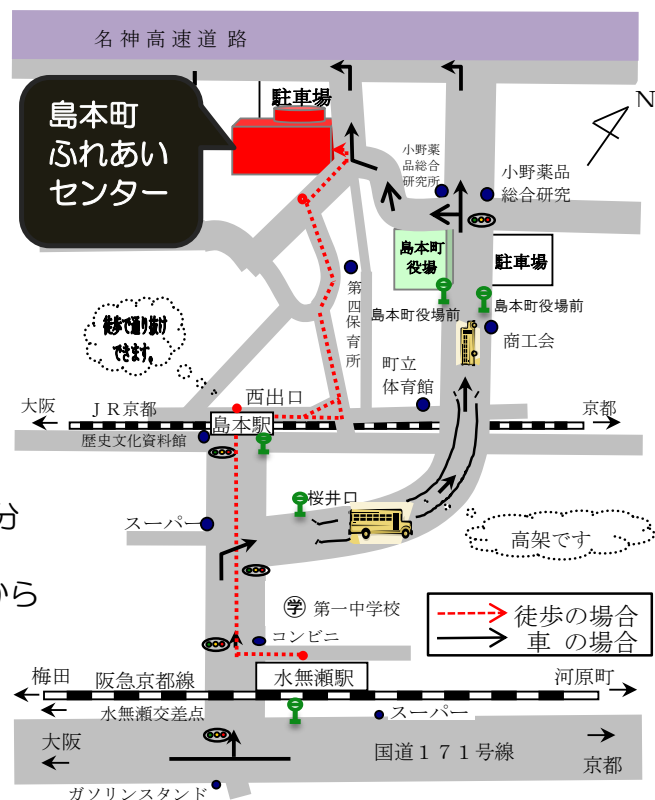 名神高速道路
島本町
ふれあい
センター
駐車場
N
小野薬
品総合
研究所
小野薬品
総合研究
島本町
役場
駐車場
島本町役場前
島本町役場前
第四保育所
商工会
徒歩で通り抜け
できます。
町立
体育館
西出口
大阪
JR京都
島本駅
京都
歴史文化資料館
桜井口
分
スーパー
高架です
から
学 第一中学校
徒歩の場合
車 の場合
コンビニ
梅田
阪急京都線
水無瀬駅
河原町
水無瀬交差点
スーパー
大阪
国道171号線
京都
ガソリンスタンド